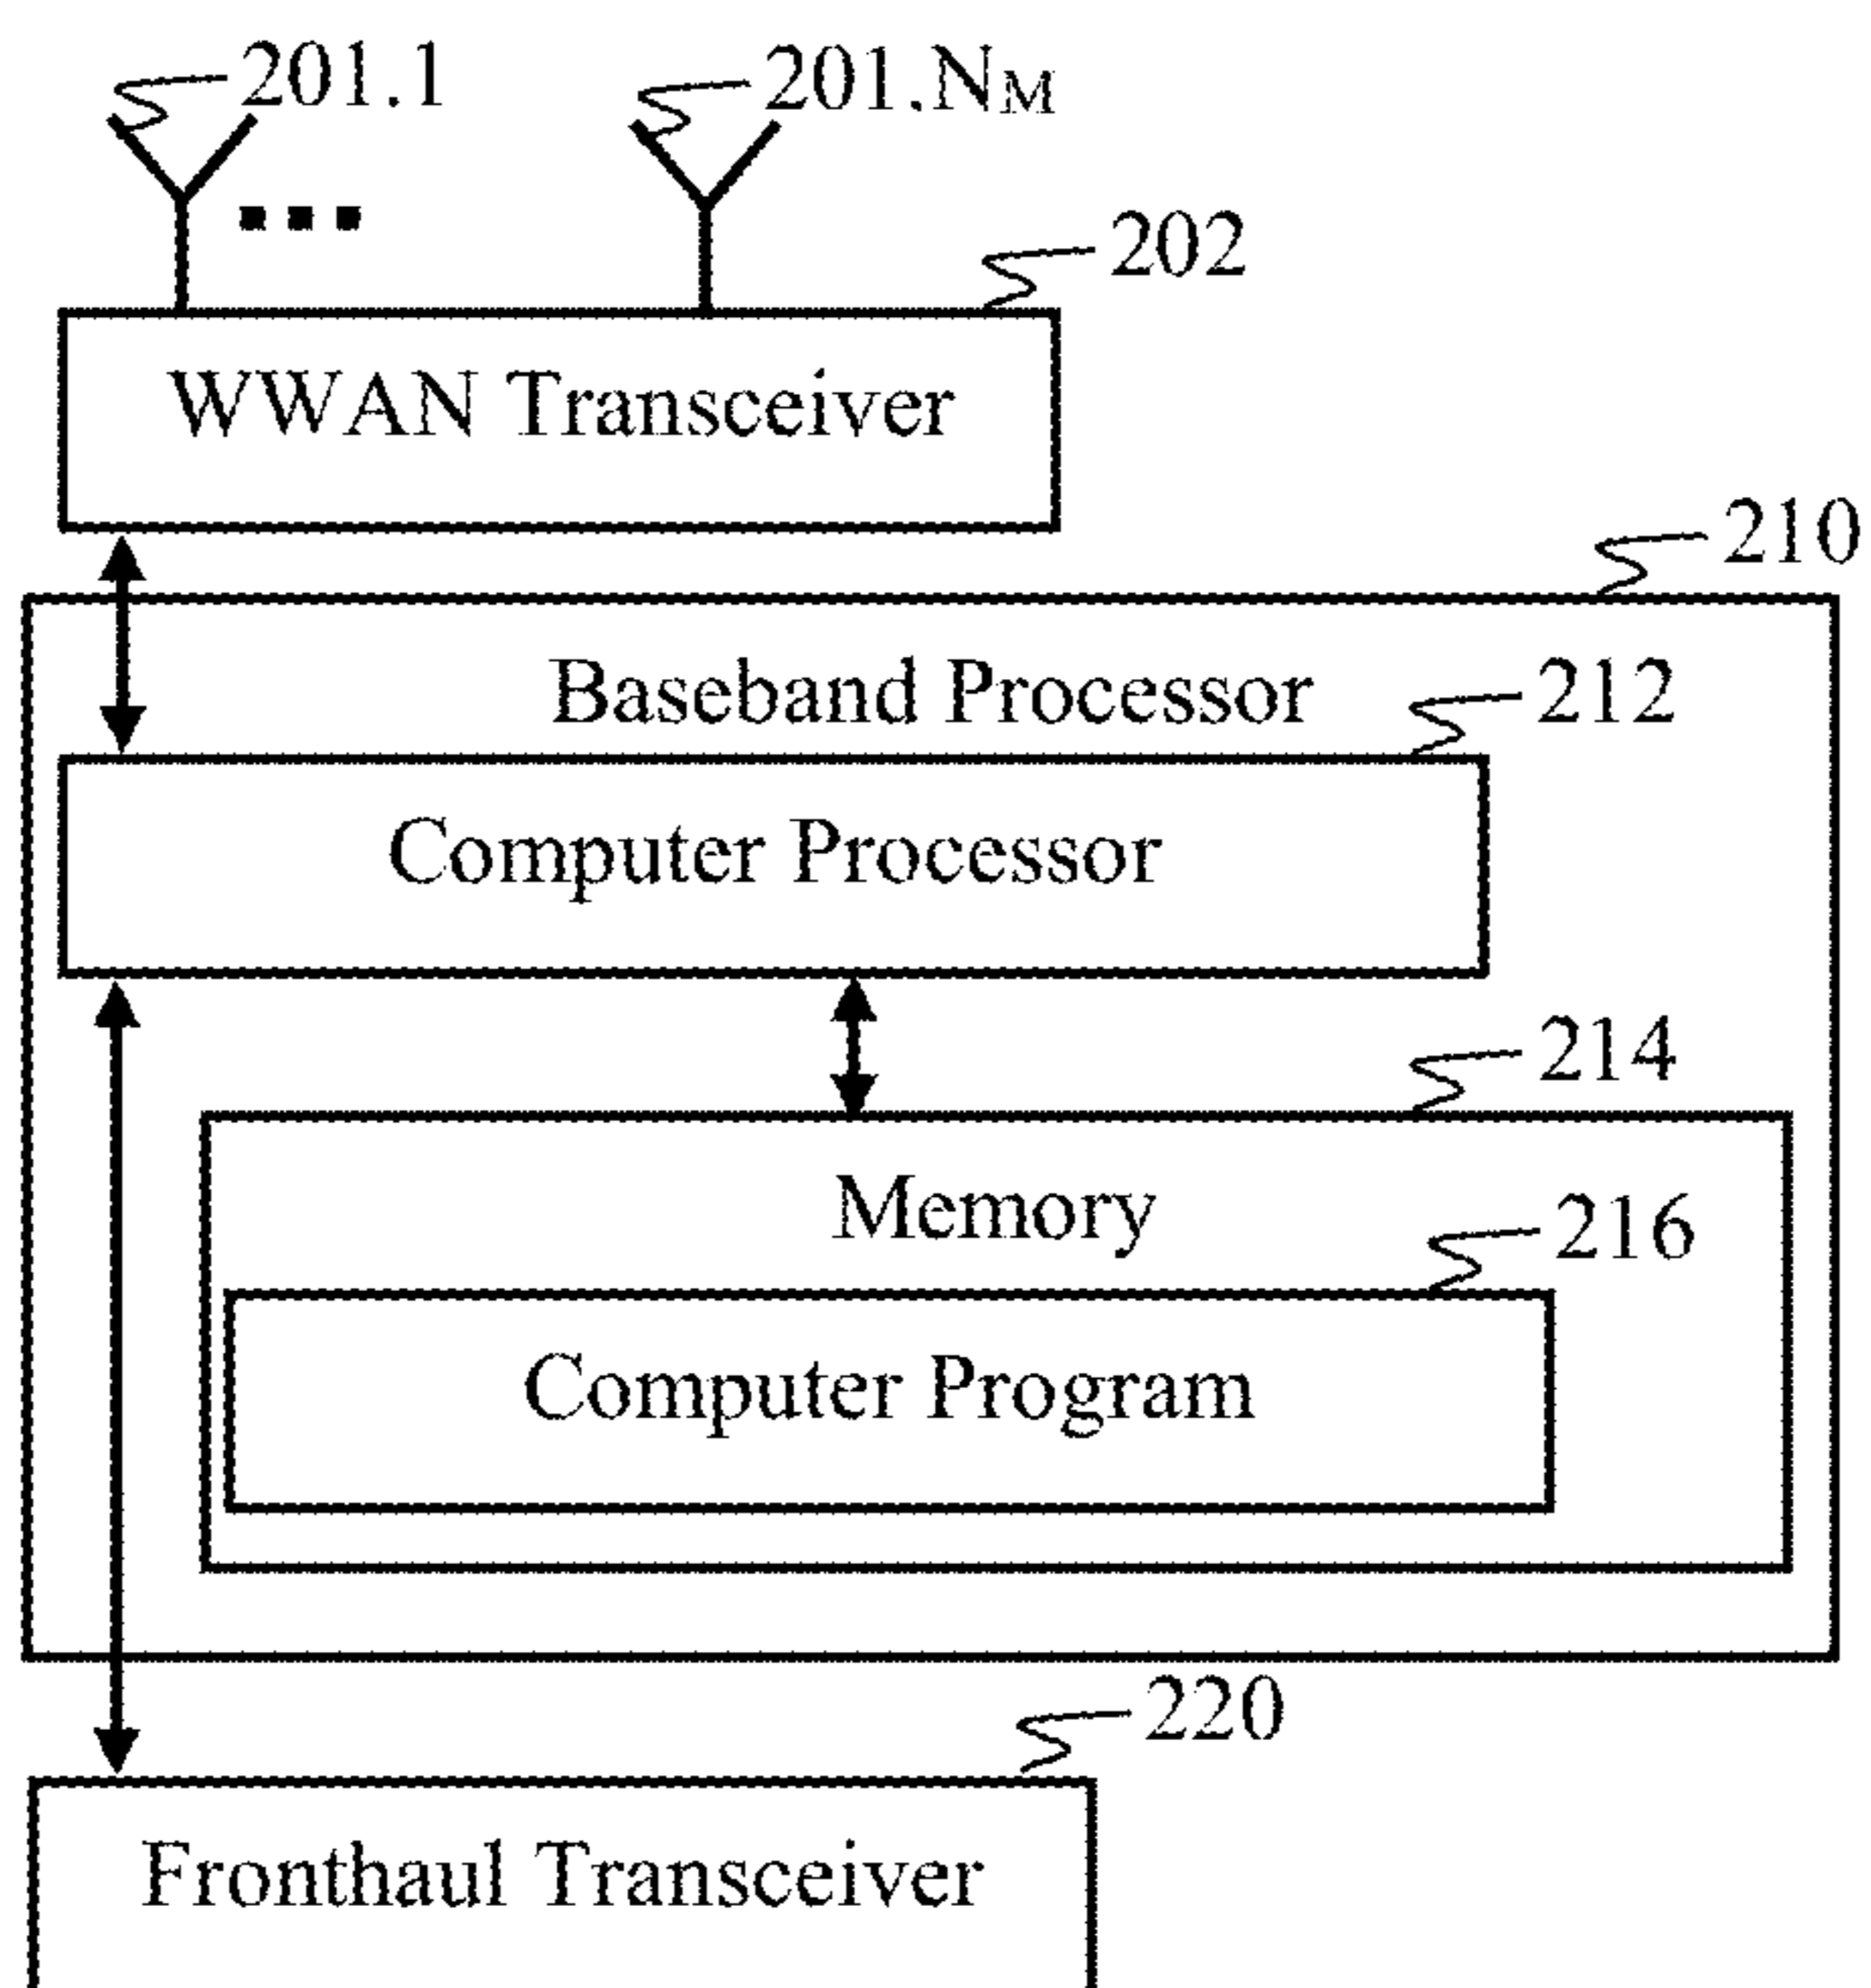 201.1
201.NM
202
WWAN Transceiver
210
Baseband Processor
212
Computer Processor
214
Memory
216
Computer Program
220
Fronthaul Transceiver